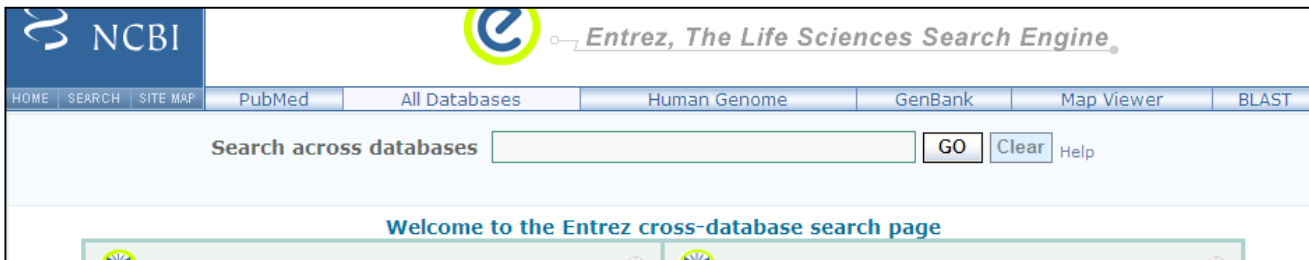 NCBI
Entrez, The Life Sciences Search Engine
HOME SEARCH SITE MAP PubMed All Databases Human Genome GenBank Map Viewer BLAST
Search across databases GO Clear Help
Welcome to the Entrez cross-database search page